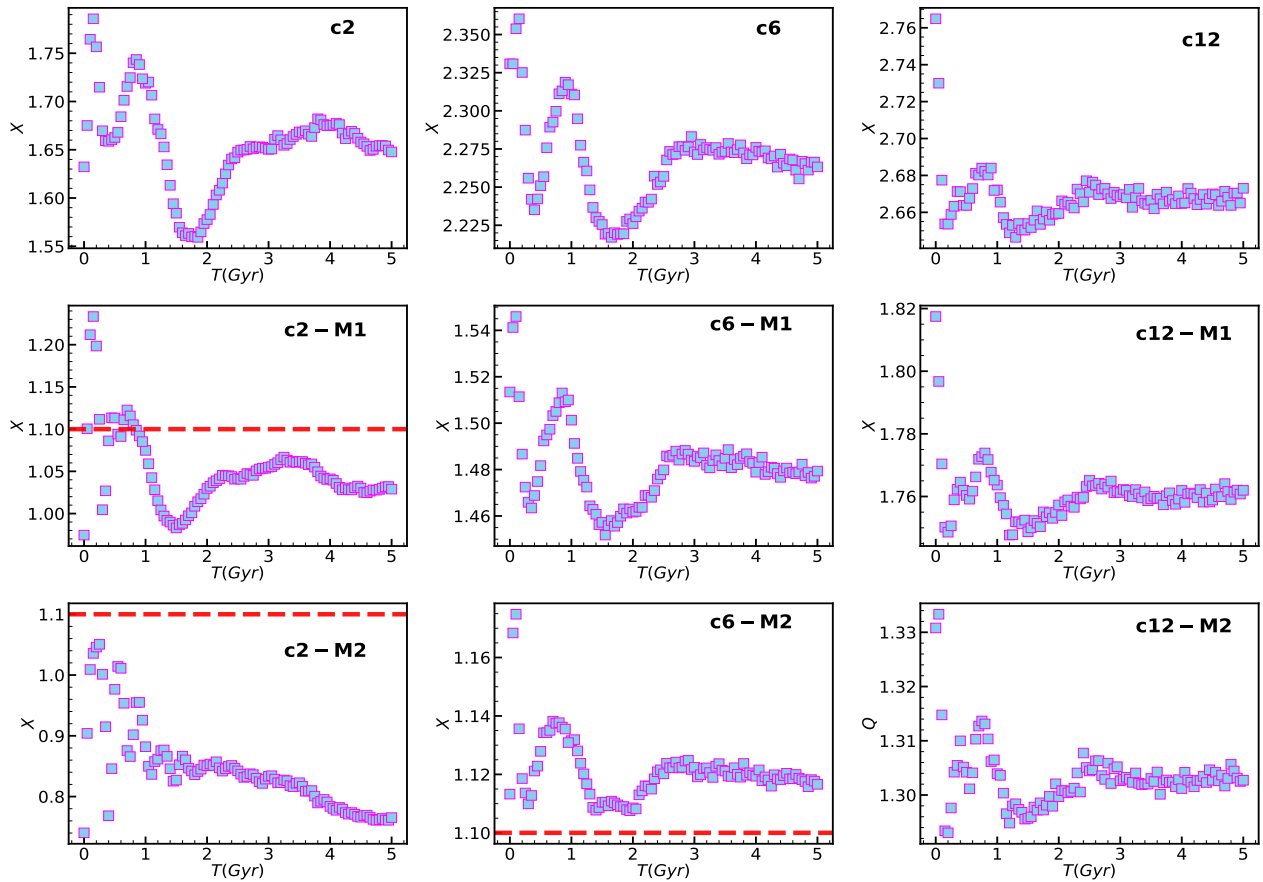 c2
X
1.75
1.70
1.65
1.60
1.55
0 1 2 3 4 5
T(Gyr)
c6
X
2.350
2.325
2.300
2.275
2.250
2.225
0 1 2 3 4 5
T(Gyr)
c12
X
2.76
2.74
2.72
2.70
2.68
2.66
0 1 2 3 4 5
T(Gyr)
c2 − M1
X
1.20
1.15
1.10
1.05
1.00
0 1 2 3 4 5
T(Gyr)
c6 − M1
X
1.54
1.52
1.50
1.48
1.46
0 1 2 3 4 5
T(Gyr)
c12 − M1
X
1.82
1.80
1.78
1.76
0 1 2 3 4 5
T(Gyr)
c2 − M2
X
1.1
1.0
0.9
0.8
0 1 2 3 4 5
T(Gyr)
c6 − M2
X
1.16
1.14
1.12
1.10
0 1 2 3 4 5
T(Gyr)
c12 − M2
Q
1.33
1.32
1.31
1.30
0 1 2 3 4 5
T(Gyr)